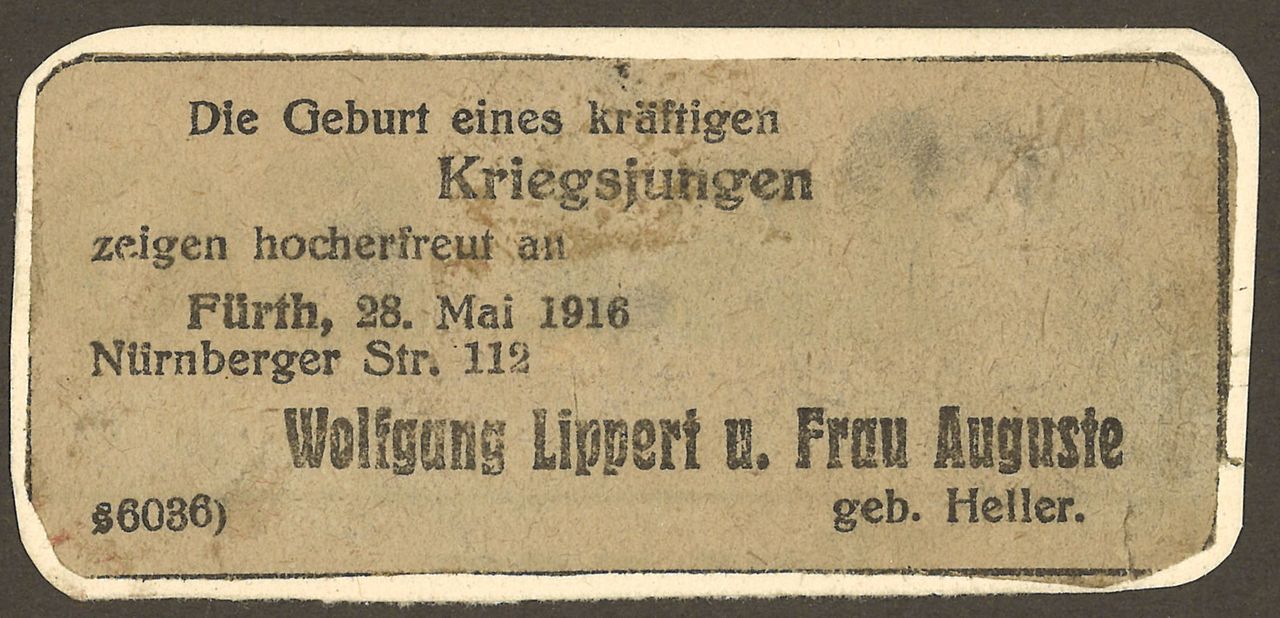 Die Geburt eines kräftigen
Kriegsjungen
zeigen hocherfreut an
Fürth, 28. Mai 1916
Nürnberger Str. 112
Wolfgang Lippert u. Frau Auguste
geb. Heller.
§6036)